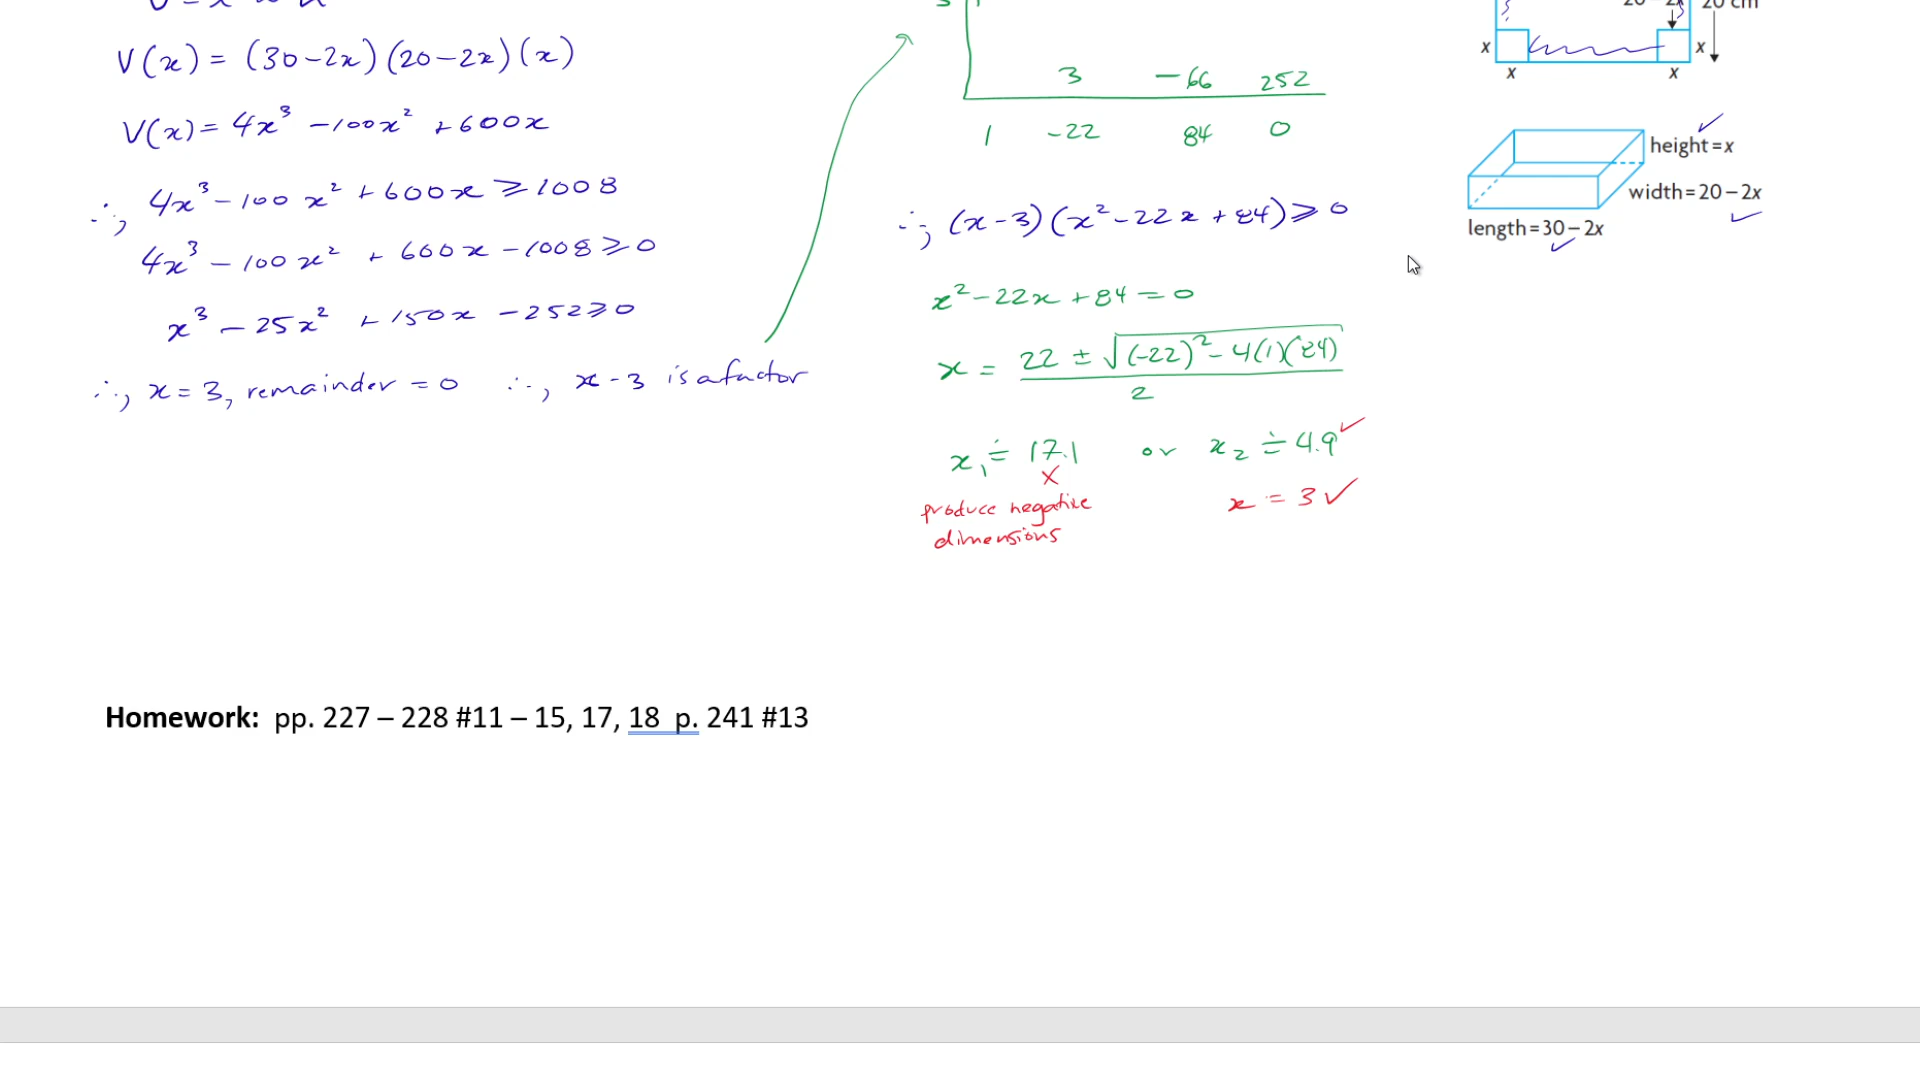 V(x) = (30-2x)(20-2x)(x)
V(x) = 4x³ -100x² +600x
∴, 4x³ - 100x² + 600x ≥ 1008
4x³ - 100x² + 600x - 1008 ≥ 0
x³ - 25x² + 150x - 252 ≥ 0
∴, x = 3, remainder = 0 ∴, x - 3 is a factor
3 -66 252
1 -22 84 0
∴, (x-3)(x²-22x+84) ≥ 0
x²-22x+84 = 0
x = 22 ± √(-22)²-4(1)(84)
2
x₁ ≐ 17.1 or x₂ ≐ 4.9 ✓
X
produce negative
dimensions
x = 3 ✓
20 cm
x x
x x
height = x
width = 20 – 2x
length = 30 – 2x
Homework: pp. 227 – 228 #11 – 15, 17, 18 p. 241 #13